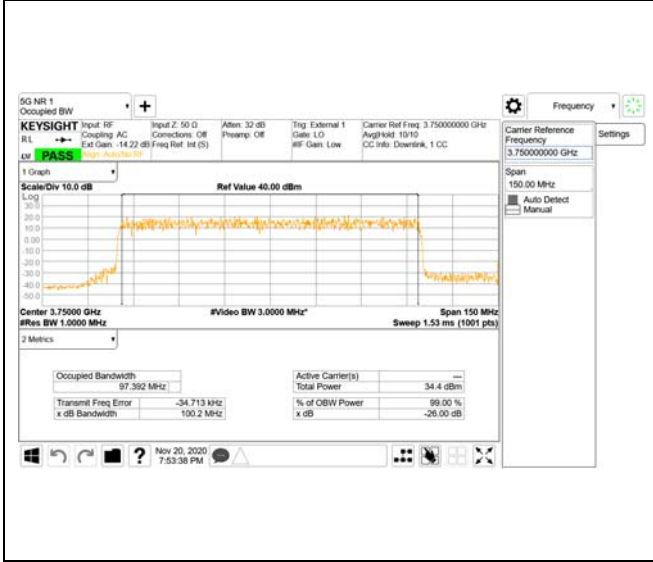 5G NR 1
Occupied BW
Frequency
KEYSIGHT
Input: RF
Coupling: AC
Ext Gain: -14.22 dB
Align: Auto/No RF
R L
PASS
Input Z: 50 Ω
Corrections: Off
Freq Ref: Int (S)
Atten: 32 dB
Preamp: Off
Trig: External 1
Gate: LO
#IF Gain: Low
Carrier Ref Freq: 3.750000000 GHz
Avg|Hold: 10/10
CC Info: Downlink, 1 CC
Carrier Reference
Frequency
3.750000000 GHz
Settings
Span
150.00 MHz
Auto Detect
Manual
1 Graph
Scale/Div 10.0 dB
Ref Value 40.00 dBm
Log
30.0
20.0
10.0
0.00
-10.0
-20.0
-30.0
-40.0
-50.0
Center 3.75000 GHz
#Video BW 3.0000 MHz*
Span 150 MHz
#Res BW 1.0000 MHz
Sweep 1.53 ms (1001 pts)
2 Metrics
Occupied Bandwidth
97.392 MHz
Transmit Freq Error -34.713 kHz
x dB Bandwidth 100.2 MHz
Active Carrier(s) ---
Total Power 34.4 dBm
% of OBW Power 99.00 %
x dB -26.00 dB
Nov 20, 2020
7:53:38 PM